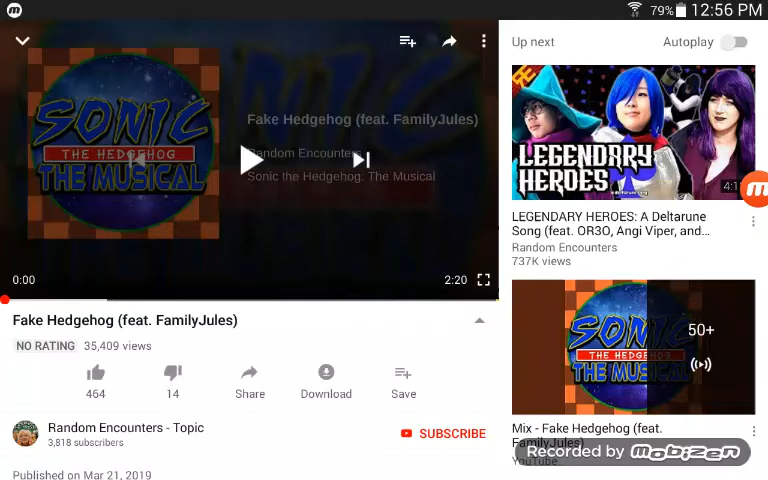 79%
12:56 PM
Up next
Autoplay
SONIC
THE HEDGEHOG
THE MUSICAL
Fake Hedgehog (feat. FamilyJules)
Random Encounters
Sonic the Hedgehog: The Musical
0:00
2:20
LEGENDARY
HEROES
4:1
LEGENDARY HEROES: A Deltarune
Song (feat. OR3O, Angi Viper, and...
Random Encounters
737K views
Fake Hedgehog (feat. FamilyJules)
NO RATING 35,409 views
464
14
Share
Download
Save
Random Encounters - Topic
3,818 subscribers
SUBSCRIBE
Published on Mar 21, 2019
SONIC
THE HEDGEHOG
THE MUSICAL
50+
Mix - Fake Hedgehog (feat.
FamilyJules)
YouTube
Recorded by mobizen